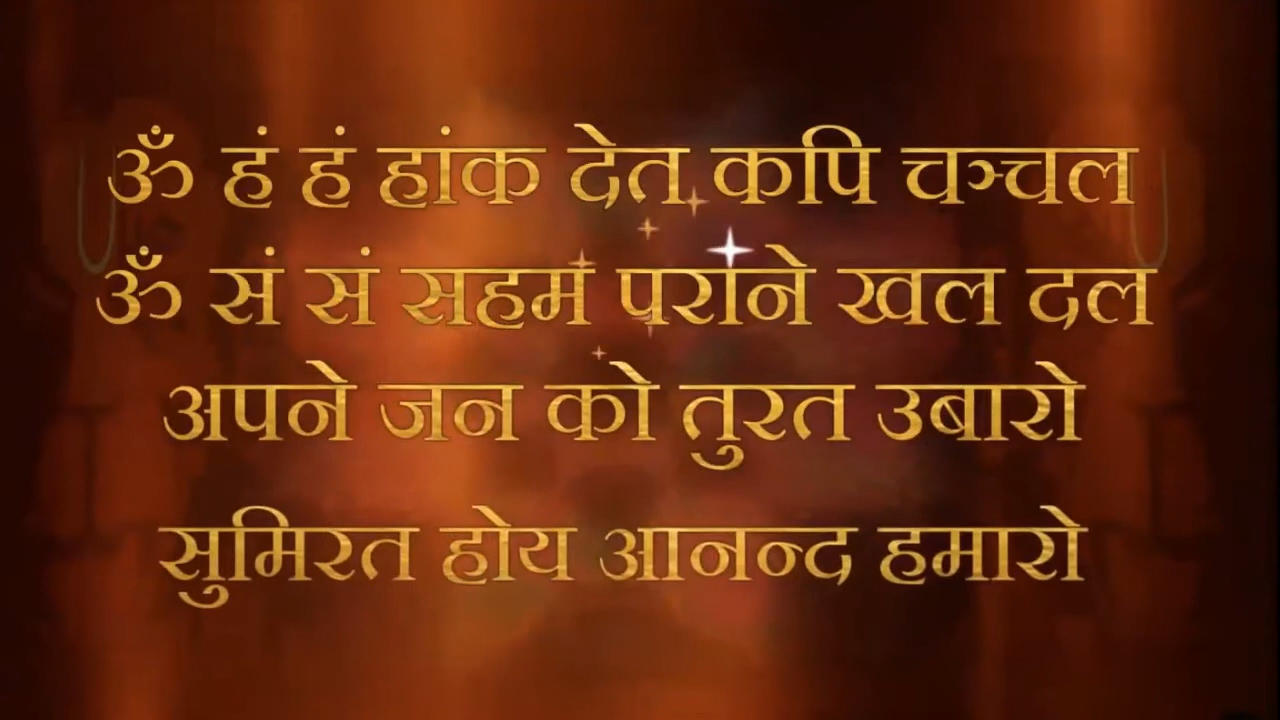 ॐ हं हं हांक देत कपि चञ्चल
ॐ सं सं सहम पराने खल दल
अपने जन को तुरत उबारो
सुमिरत होय आनन्द हमारो